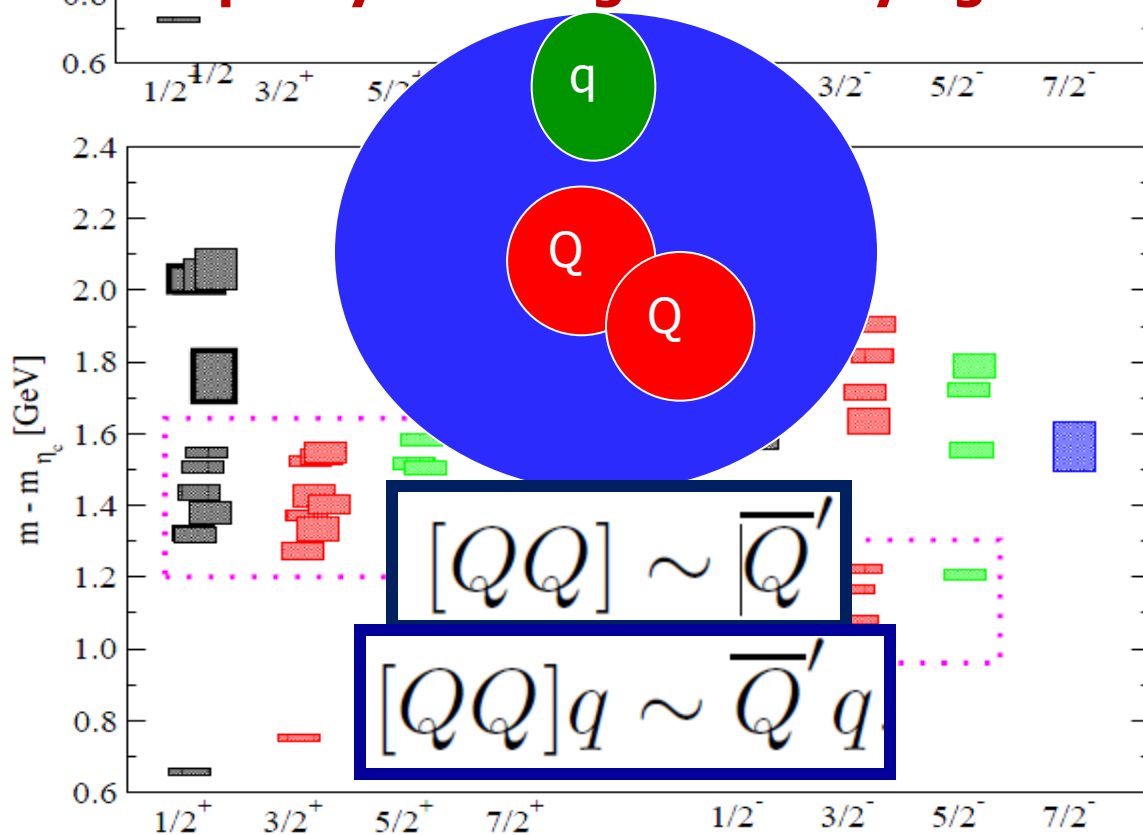 0.6
1/2 1/2 3/2⁺ 5/2 3/2⁻ 5/2⁻ 7/2⁻
q
Q
Q
m - m_{η_c} [GeV]
2.4
2.2
2.0
1.8
1.6
1.4
1.2
1.0
0.8
0.6
[QQ] ~ Q̅′
[QQ]q ~ Q̅′ q.
1/2⁺ 3/2⁺ 5/2⁺ 7/2⁺ 1/2⁻ 3/2⁻ 5/2⁻ 7/2⁻